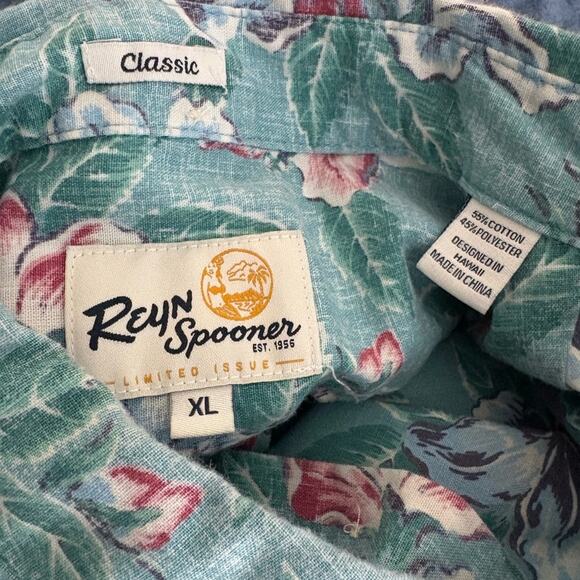 Classic
REYN
Spooner
EST. 1956
LIMITED ISSUE
XL
55% COTTON
45% POLYESTER
DESIGNED IN
HAWAII
MADE IN CHINA